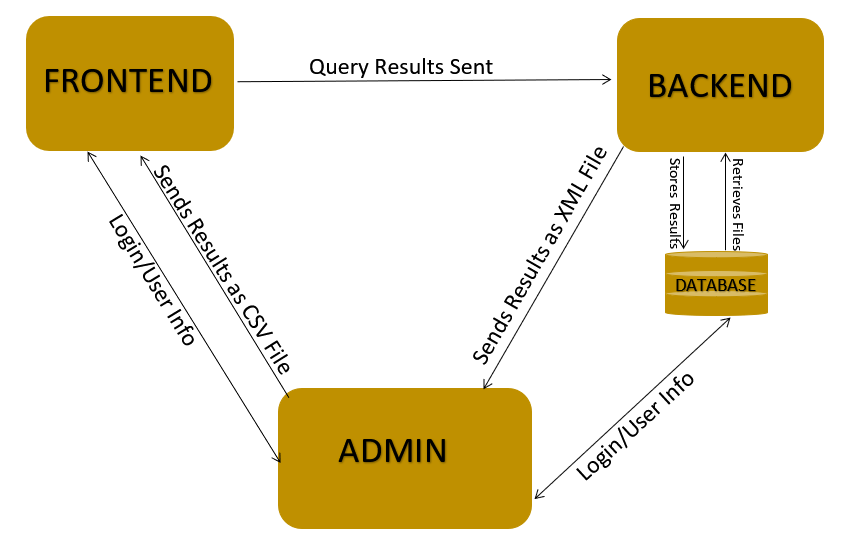 FRONTEND
Query Results Sent
BACKEND
Sends Results as CSV File
Login/User Info
Sends Results as XML File
Stores Results
Retrieves Files
DATABASE
Login/User Info
ADMIN